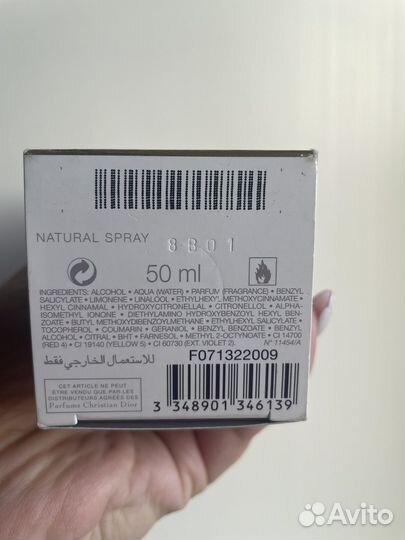 NATURAL SPRAY
8B01
50 ml
INGREDIENTS: ALCOHOL • AQUA (WATER) • PARFUM (FRAGRANCE) • BENZYL
SALICYLATE • LIMONENE • LINALOOL • ETHYLHEXYL METHOXYCINNAMATE •
HEXYL CINNAMAL • HYDROXYCITRONELLAL • CITRONELLOL • ALPHA-
ISOMETHYL IONONE • DIETHYLAMINO HYDROXYBENZOYL HEXYL BEN-
ZOATE • BUTYL METHOXYDIBENZOYLMETHANE • ETHYLHEXYL SALICYLATE •
TOCOPHEROL • COUMARIN • GERANIOL • BENZYL BENZOATE • BENZYL
ALCOHOL • CITRAL • BHT • FARNESOL • METHYL 2-OCTYNOATE • CI 14700
(RED 4) • CI 19140 (YELLOW 5) • CI 60730 (EXT. VIOLET 2). N° 11454/A
للاستعمال الخارجي فقط
F071322009
CET ARTICLE NE PEUT
ÊTRE VENDU QUE PAR LES
DISTRIBUTEURS AGRÉÉS DES
Parfums Christian Dior
3 348901 346139
Avito